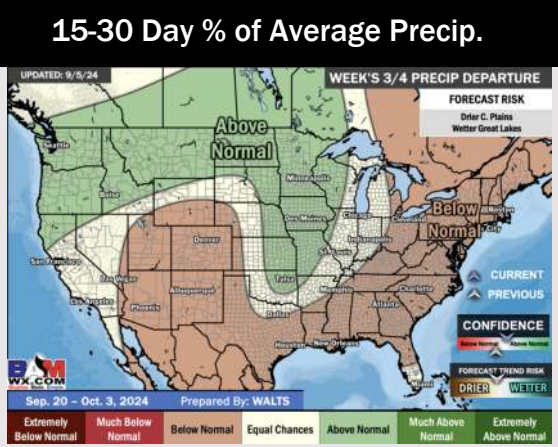 15-30 Day % of Average Precip.
UPDATED: 9/5/24
WEEK'S 3/4 PRECIP DEPARTURE
FORECAST RISK
Drier C. Plains
Wetter Great Lakes
Above
Normal
Seattle
Minneapolis
Boise
Des Moines
Chicago
Cleveland
Boston
Below
Normal
City
Indianapolis
Denver
St. Louis
San Francisco
Las Vegas
Tulsa
Memphis
Charlotte
Los Angeles
Albuquerque
Phoenix
Dallas
Atlanta
Houston
New Orleans
Miami
CURRENT
PREVIOUS
CONFIDENCE
Below Normal
Above Normal
FORECAST TREND RISK
DRIER
WETTER
BAM
WX.COM
Sep. 20 – Oct. 3, 2024
Prepared By: WALTS
Extremely
Below Normal
Much Below
Normal
Below Normal
Equal Chances
Above Normal
Much Above
Normal
Extremely
Above Normal